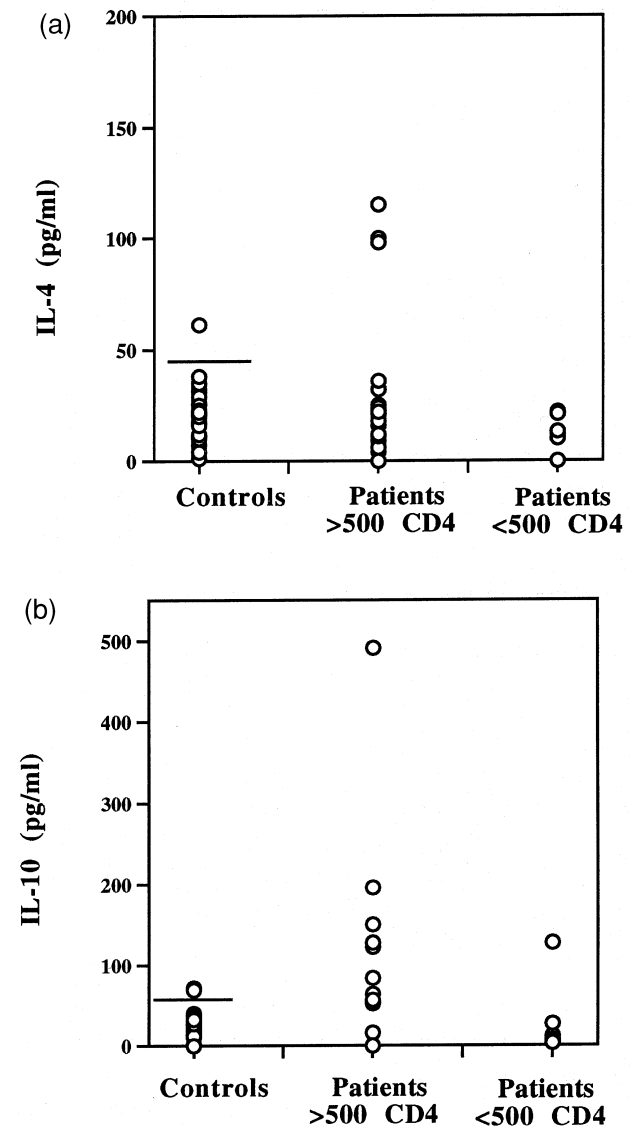 (a)
200
150
100
50
0
IL-4 (pg/ml)
Controls
Patients
>500 CD4
Patients
<500 CD4
(b)
500
400
300
200
100
0
IL-10 (pg/ml)
Controls
Patients
>500 CD4
Patients
<500 CD4